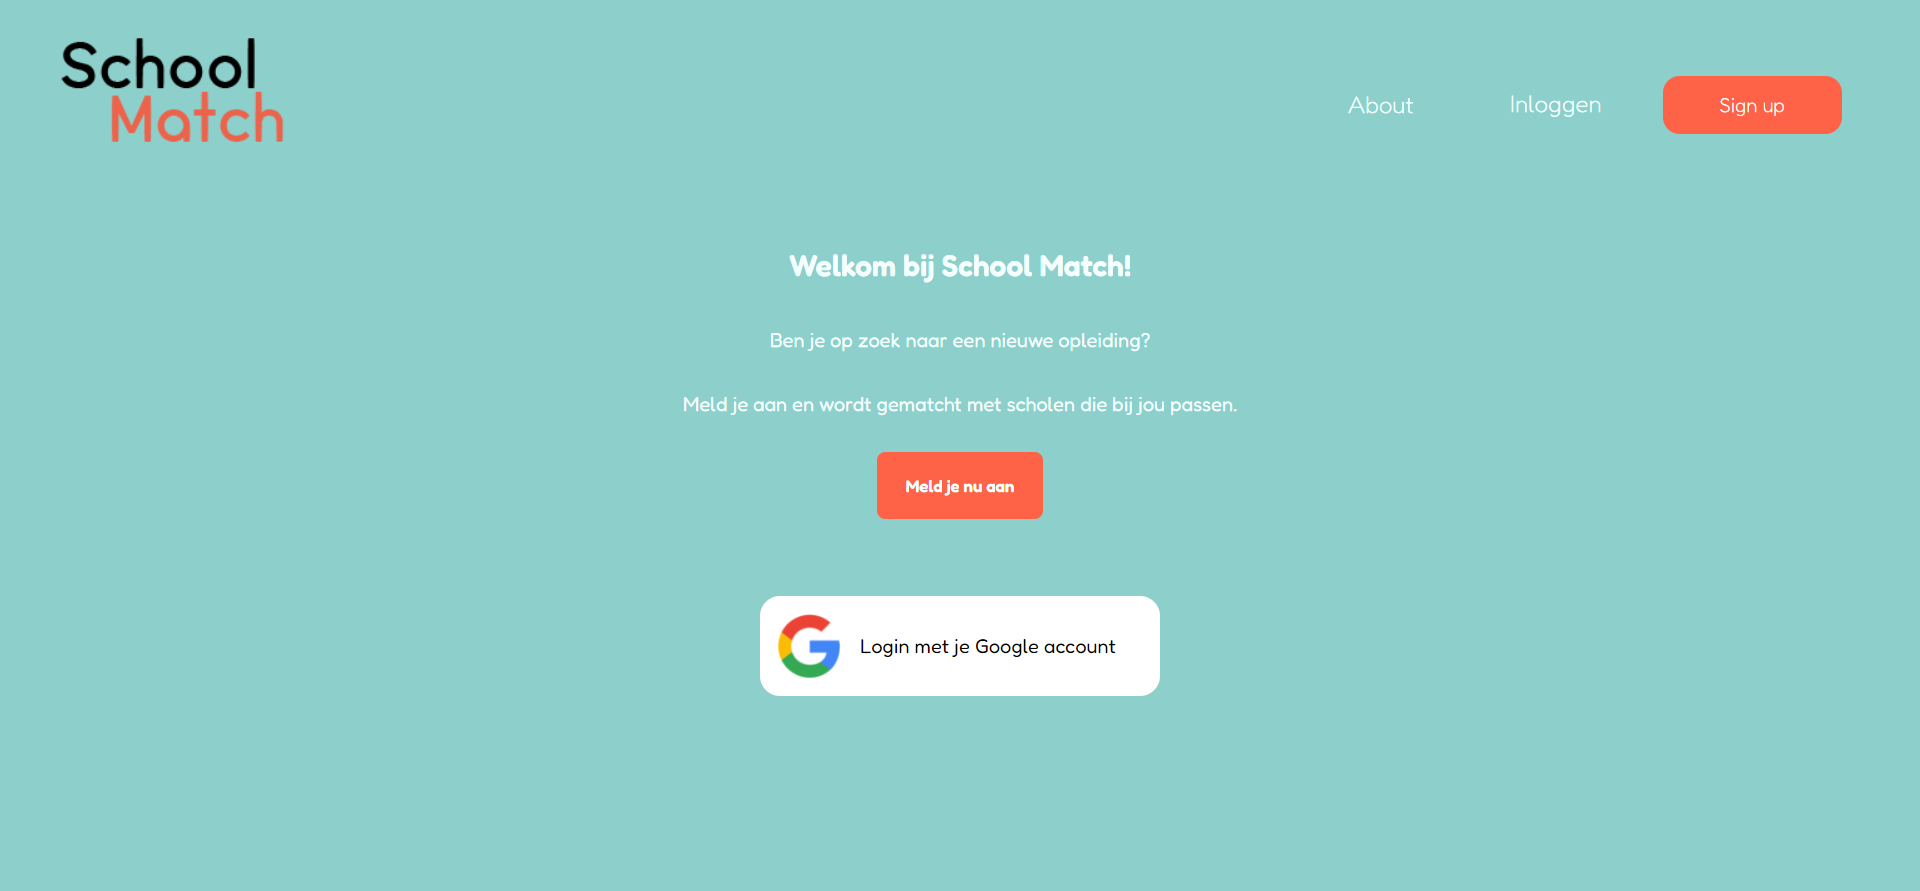 School
Match
About
Inloggen
Sign up
Welkom bij School Match!
Ben je op zoek naar een nieuwe opleiding?
Meld je aan en wordt gematcht met scholen die bij jou passen.
Meld je nu aan
Login met je Google account